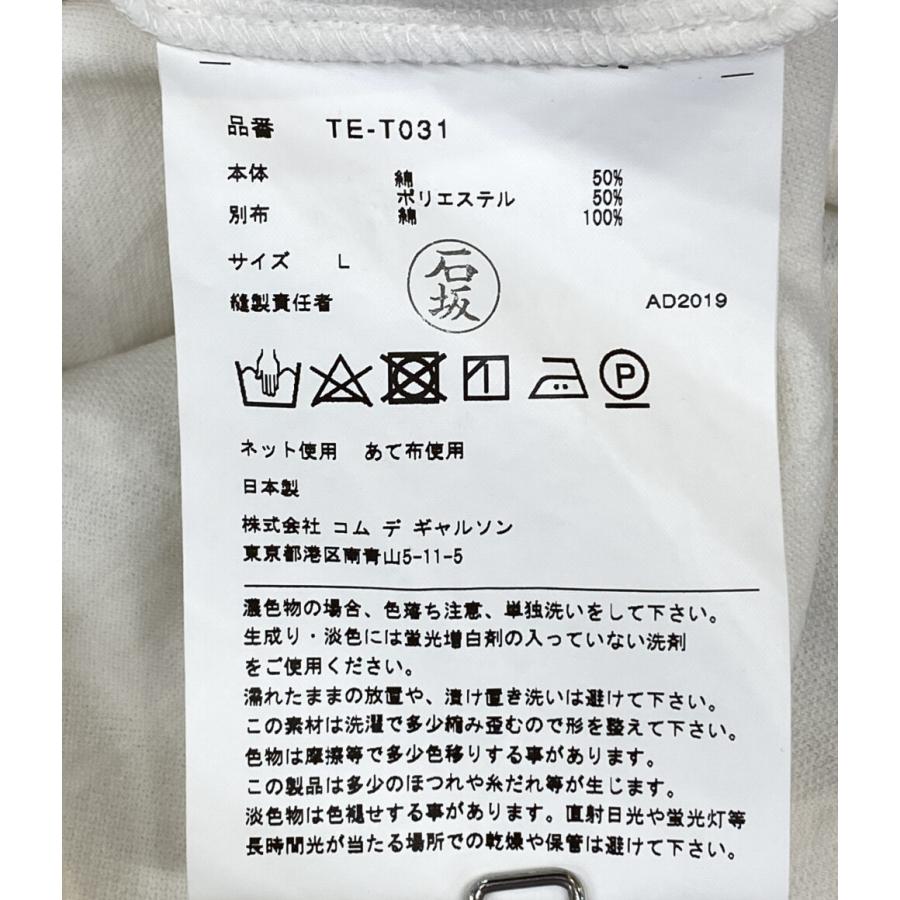 品番 TE-T031
本体 綿 50%
ポリエステル 50%
別布 綿 100%
サイズ L
石坂
縫製責任者 AD2019
P
ネット使用 あて布使用
日本製
株式会社 コム デ ギャルソン
東京都港区南青山5-11-5
濃色物の場合、色落ち注意、単独洗いをして下さい。
生成り・淡色には蛍光増白剤の入っていない洗剤
をご使用ください。
濡れたままの放置や、漬け置き洗いは避けて下さい。
この素材は洗濯で多少縮み歪むので形を整えて下さい。
色物は摩擦等で多少色移りする事があります。
この製品は多少のほつれや糸だれ等が生じます。
淡色物は色褪せする事があります。直射日光や蛍光灯等
長時間光が当たる場所での乾燥や保管は避けて下さい。